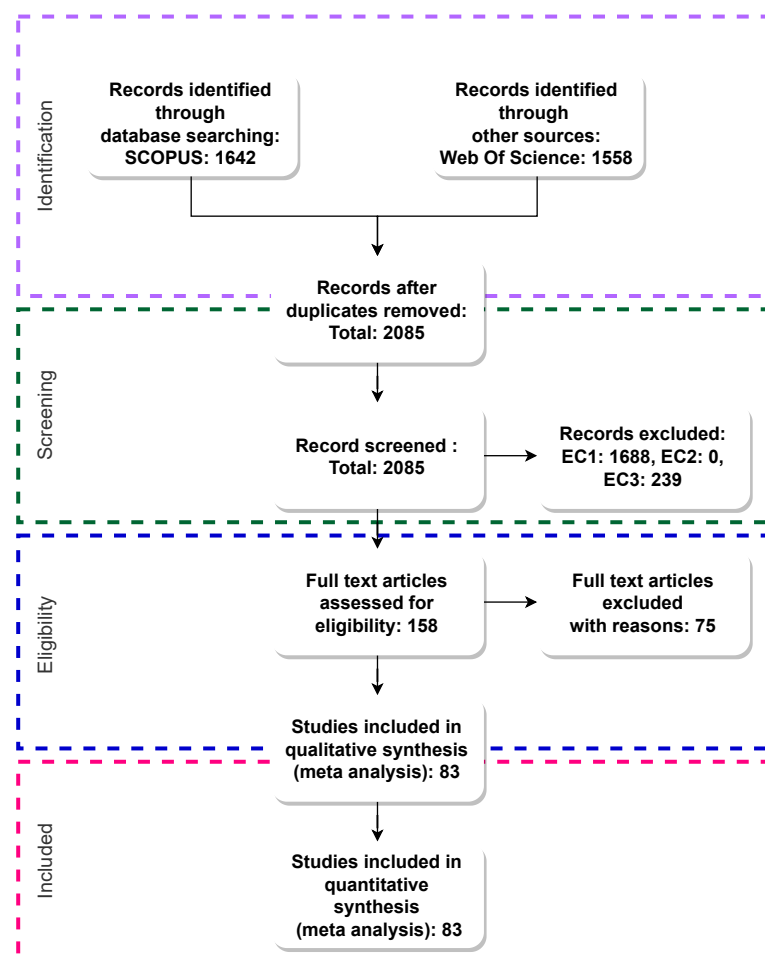 Identification
Records identified
through
database searching:
SCOPUS: 1642
Records identified
through
other sources:
Web Of Science: 1558
Records after
duplicates removed:
Total: 2085
Screening
Record screened :
Total: 2085
Records excluded:
EC1: 1688, EC2: 0,
EC3: 239
Eligibility
Full text articles
assessed for
eligibility: 158
Full text articles
excluded
with reasons: 75
Studies included in
qualitative synthesis
(meta analysis): 83
Included
Studies included in
quantitative
synthesis
(meta analysis): 83